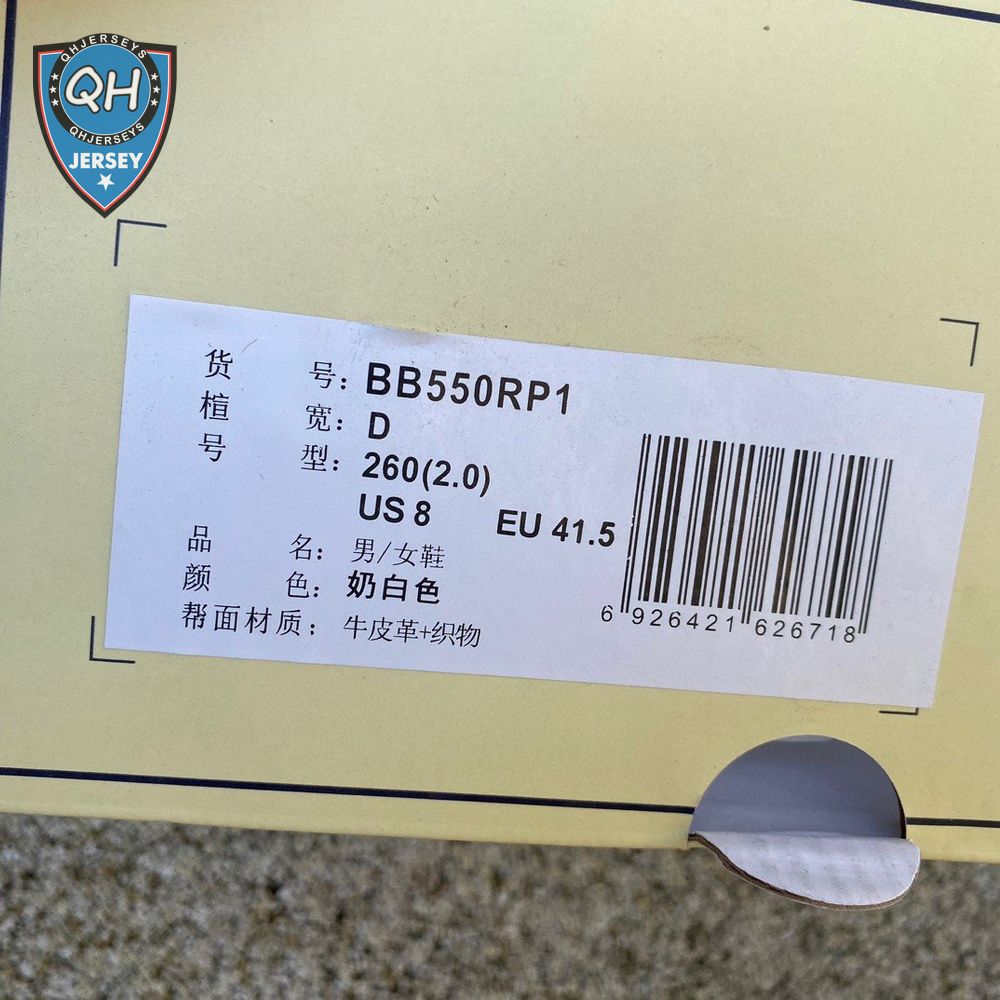 QHJERSEYS
QH
QHJERSEYS
JERSEY
货 号: BB550RP1
楦 宽: D
号 型: 260(2.0)
US 8 EU 41.5
品 名: 男/女鞋
颜 色: 奶白色
帮面材质: 牛皮革+织物
6 926421 626718